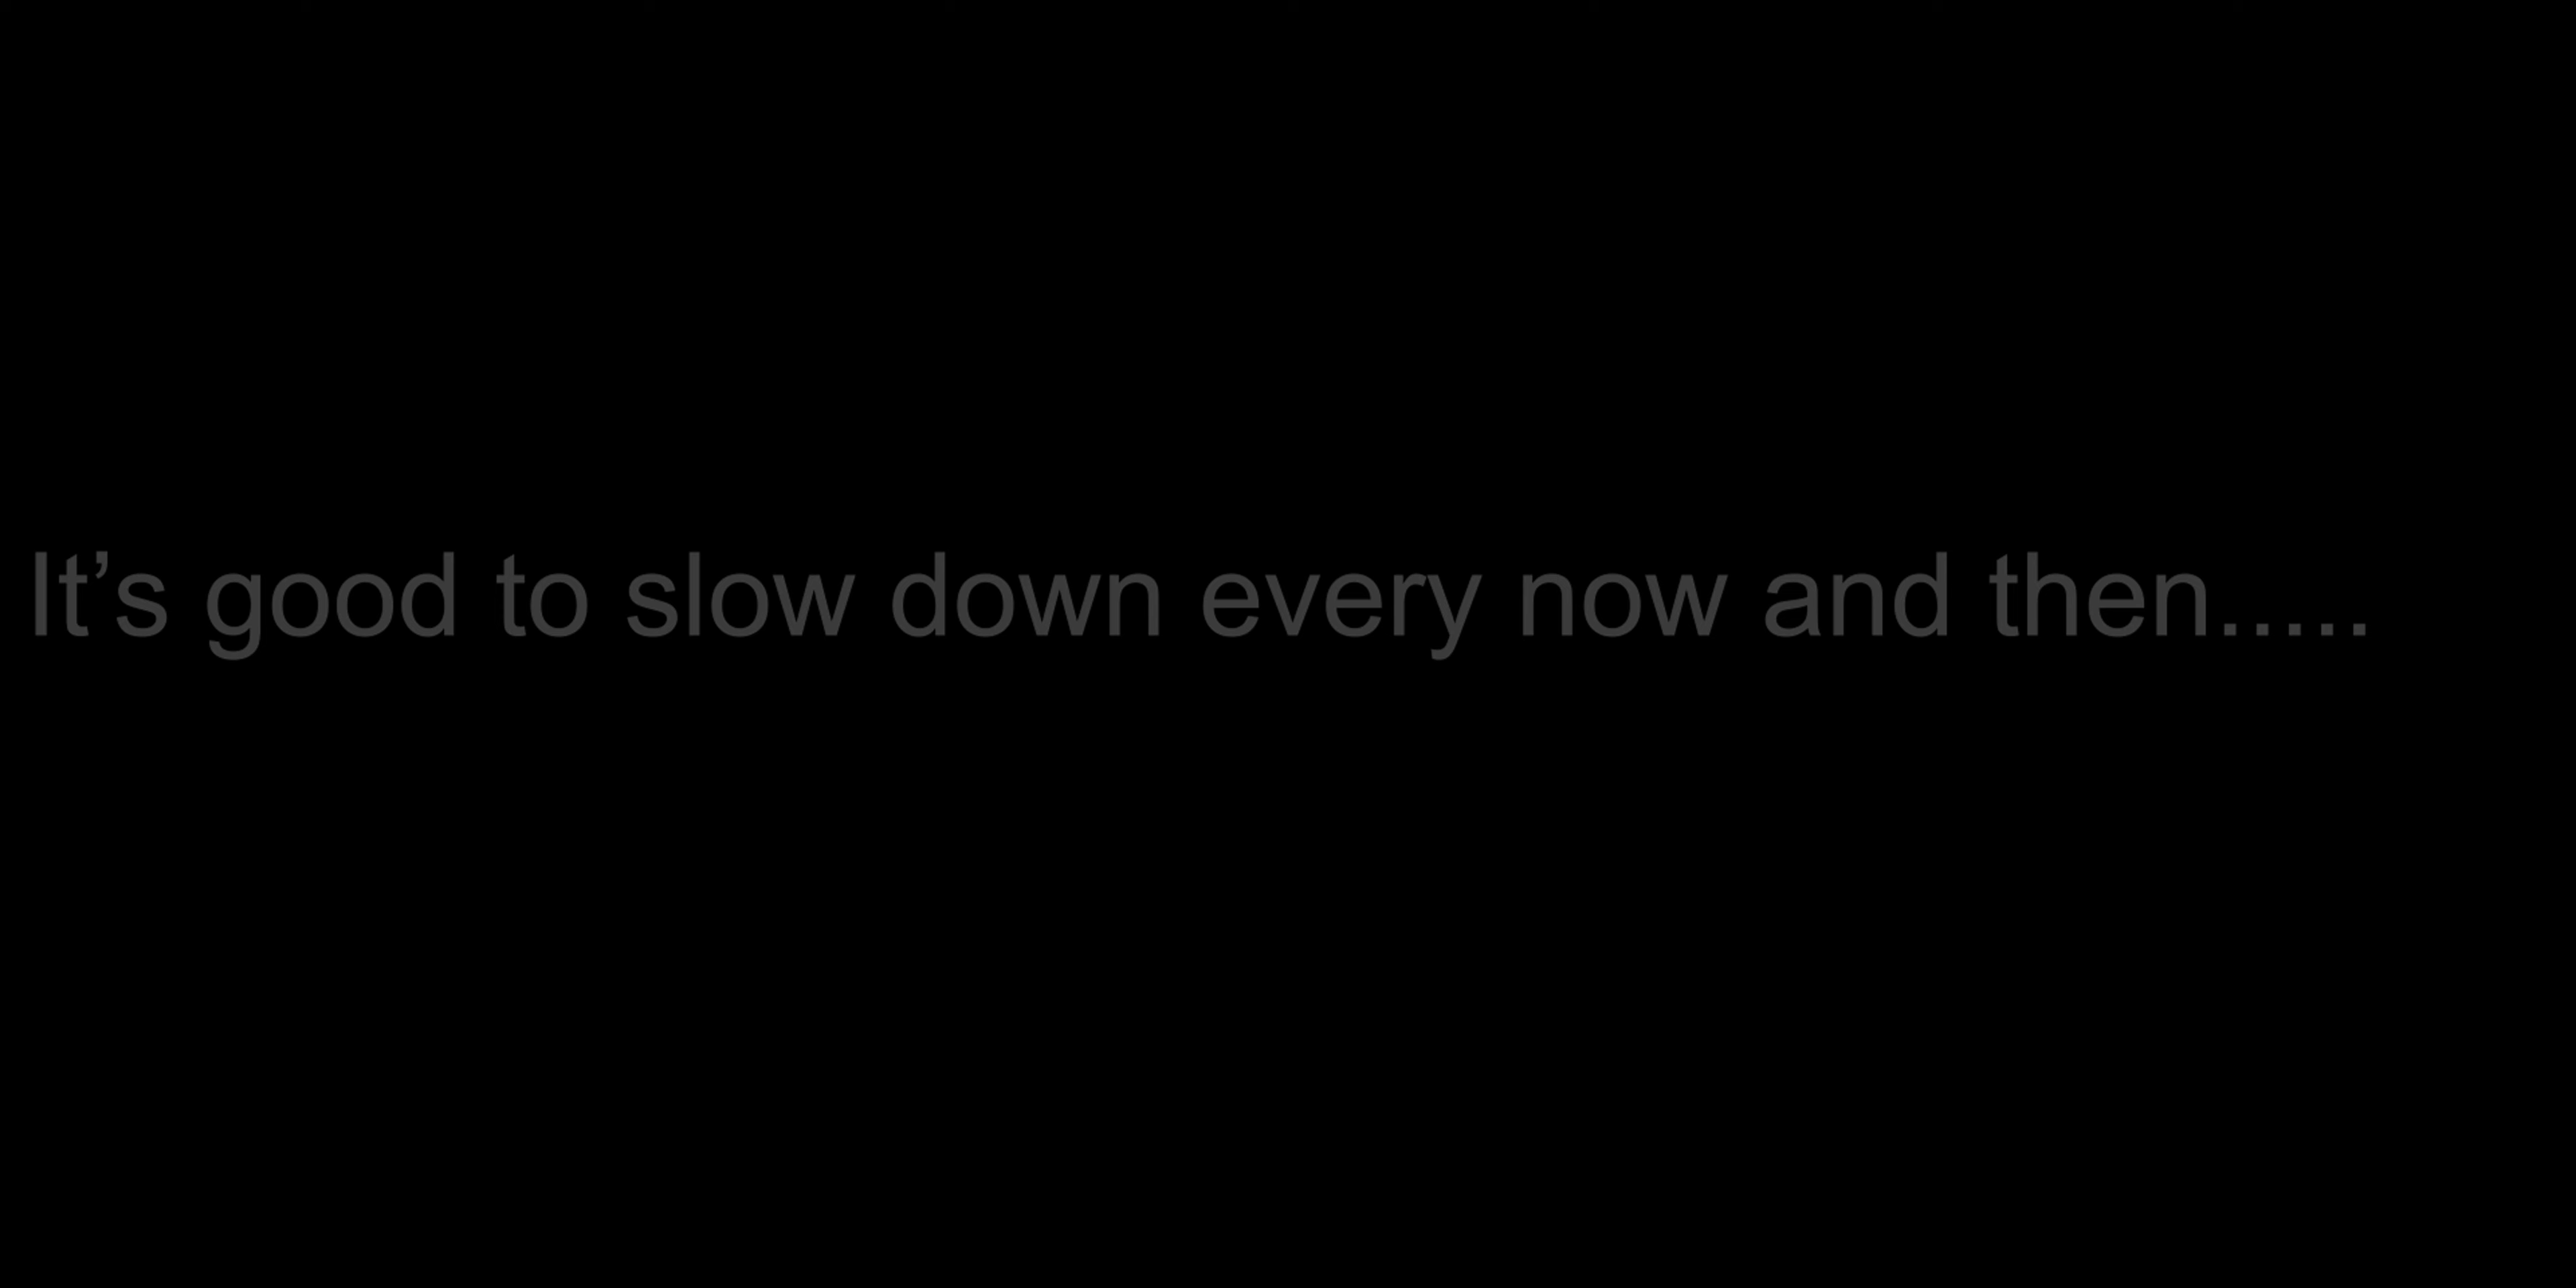 It’s good to slow down every now and then.....